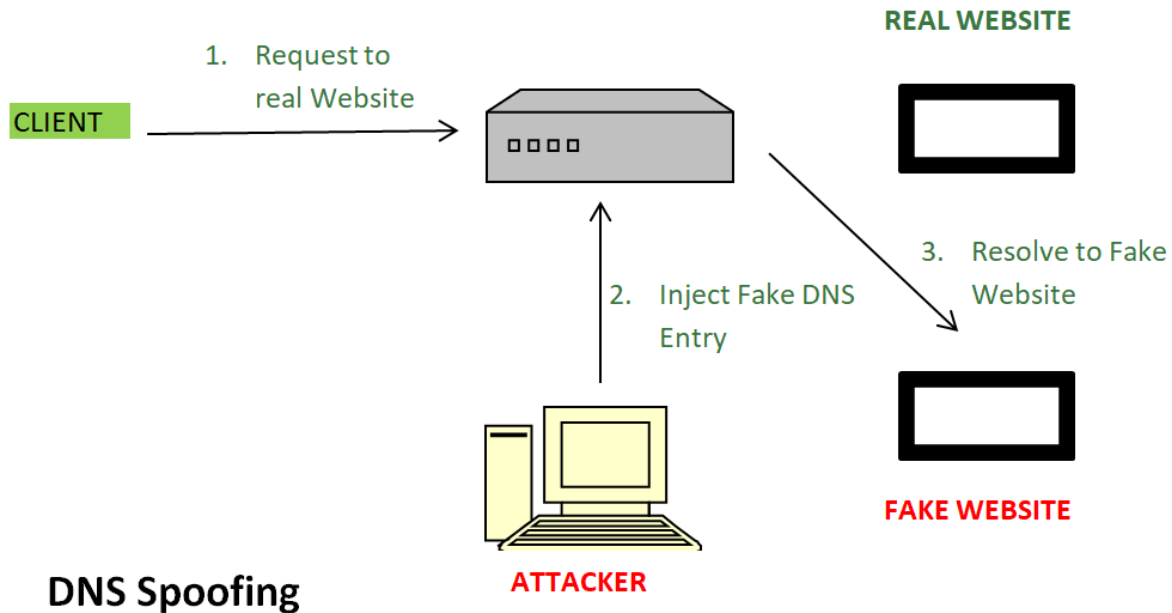 REAL WEBSITE
1. Request to
real Website
CLIENT
3. Resolve to Fake
Website
2. Inject Fake DNS
Entry
FAKE WEBSITE
ATTACKER
DNS Spoofing